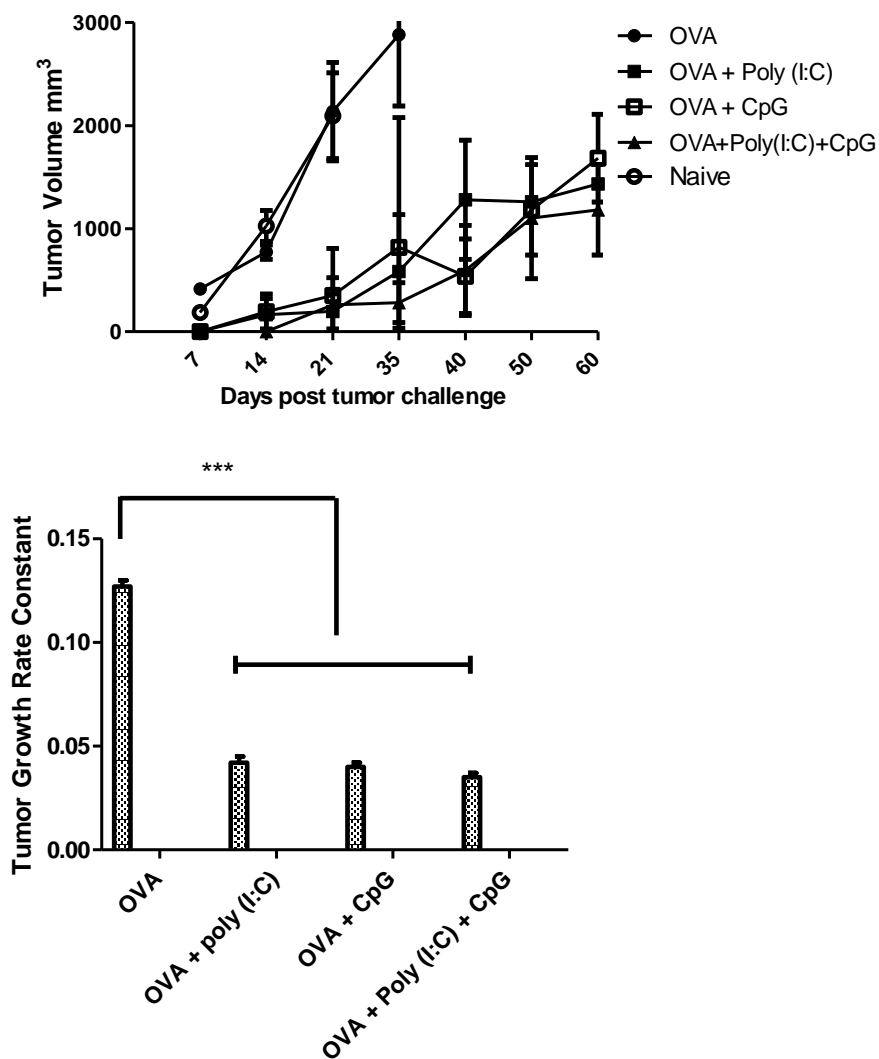 3000
2000
1000
0
Tumor Volume mm³
7
14
21
35
40
50
60
Days post tumor challenge
OVA
OVA + Poly (I:C)
OVA + CpG
OVA+Poly(I:C)+CpG
Naive
***
0.15
0.10
0.05
0.00
Tumor Growth Rate Constant
OVA
OVA + poly (I:C)
OVA + CpG
OVA + Poly (I:C) + CpG